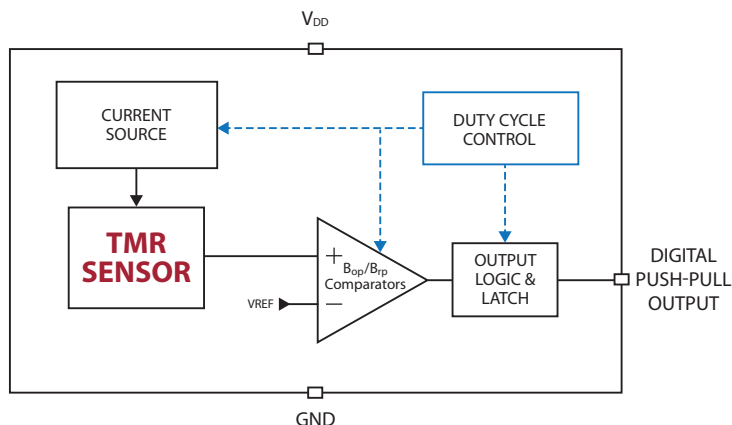 VDD
CURRENT
SOURCE
DUTY CYCLE
CONTROL
TMR
SENSOR
+
Bop/Brp
Comparators
VREF
−
OUTPUT
LOGIC &
LATCH
DIGITAL
PUSH-PULL
OUTPUT
GND